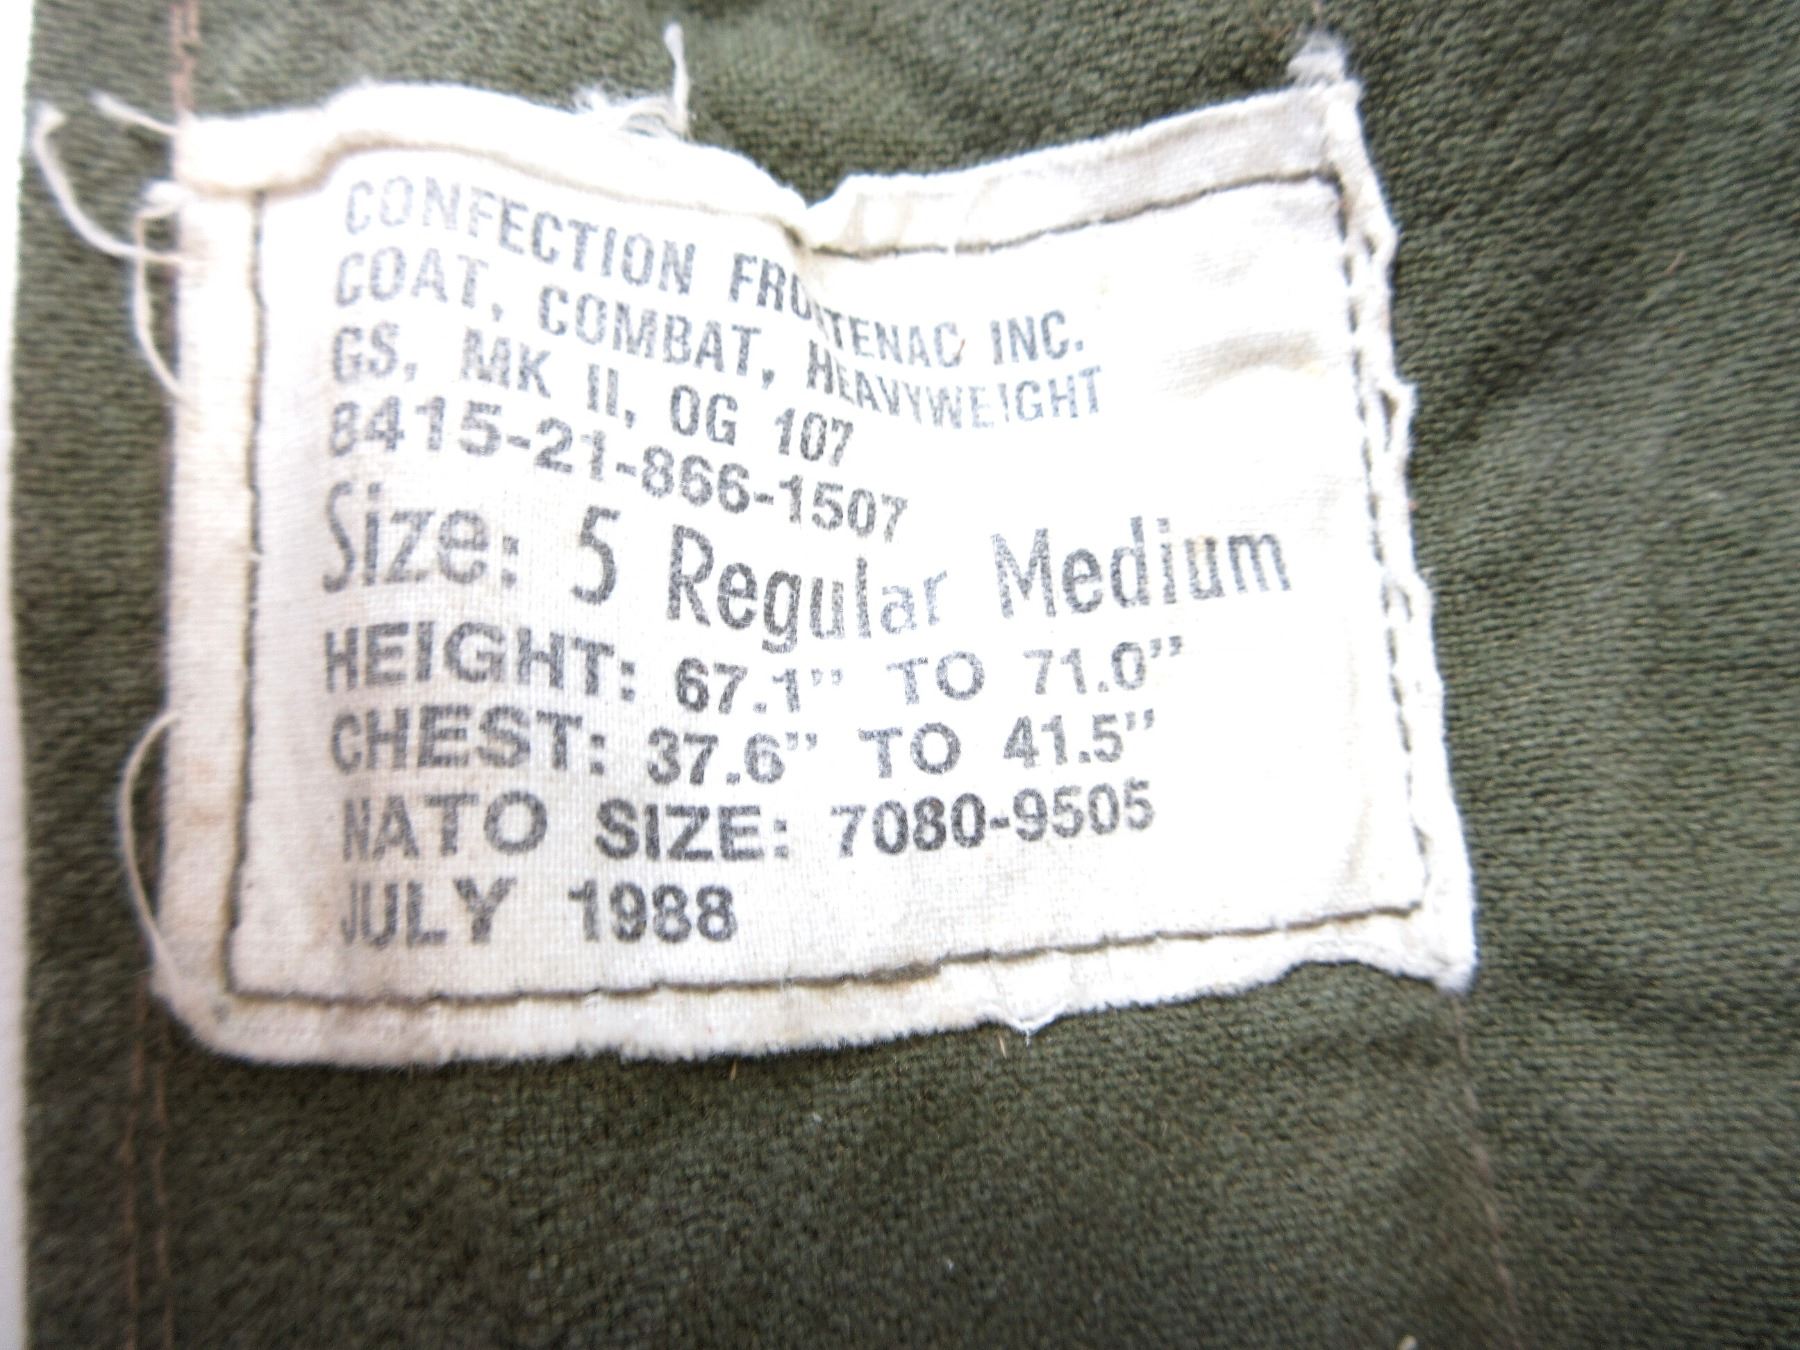 CONFECTION FRONTENAC INC.
COAT, COMBAT, HEAVYWEIGHT
GS, MK II, OG 107
8415-21-866-1507
Size: 5 Regular Medium
HEIGHT: 67.1" TO 71.0"
CHEST: 37.6" TO 41.5"
NATO SIZE: 7080-9505
JULY 1988